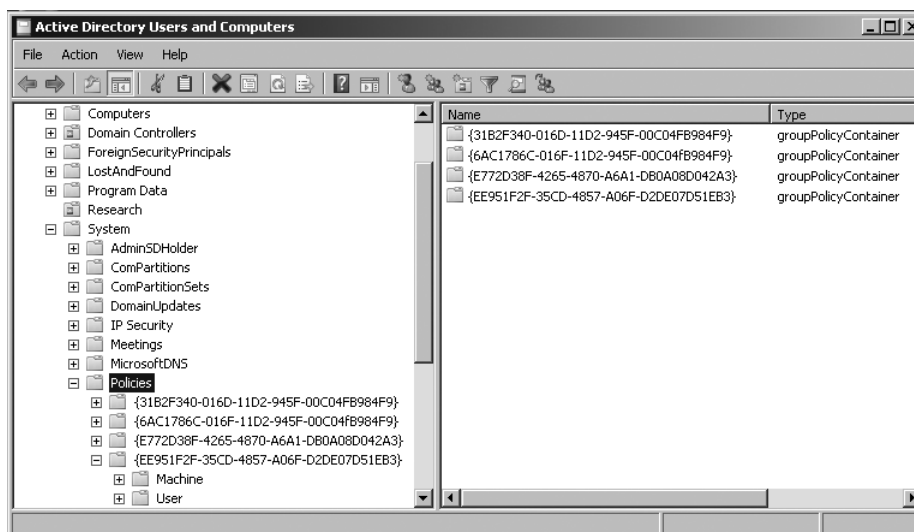 Active Directory Users and Computers
File Action View Help
Computers
Domain Controllers
ForeignSecurityPrincipals
LostAndFound
Program Data
Research
System
AdminSDHolder
ComPartitions
ComPartitionSets
DomainUpdates
IP Security
Meetings
MicrosoftDNS
Policies
{31B2F340-016D-11D2-945F-00C04FB984F9}
{6AC1786C-016F-11D2-945F-00C04fB984F9}
{E772D38F-4265-4870-A6A1-DB0A08D042A3}
{EE951F2F-35CD-4857-A06F-D2DE07D51EB3}
Machine
User
Name Type
{31B2F340-016D-11D2-945F-00C04FB984F9} groupPolicyContainer
{6AC1786C-016F-11D2-945F-00C04fB984F9} groupPolicyContainer
{E772D38F-4265-4870-A6A1-DB0A08D042A3} groupPolicyContainer
{EE951F2F-35CD-4857-A06F-D2DE07D51EB3} groupPolicyContainer